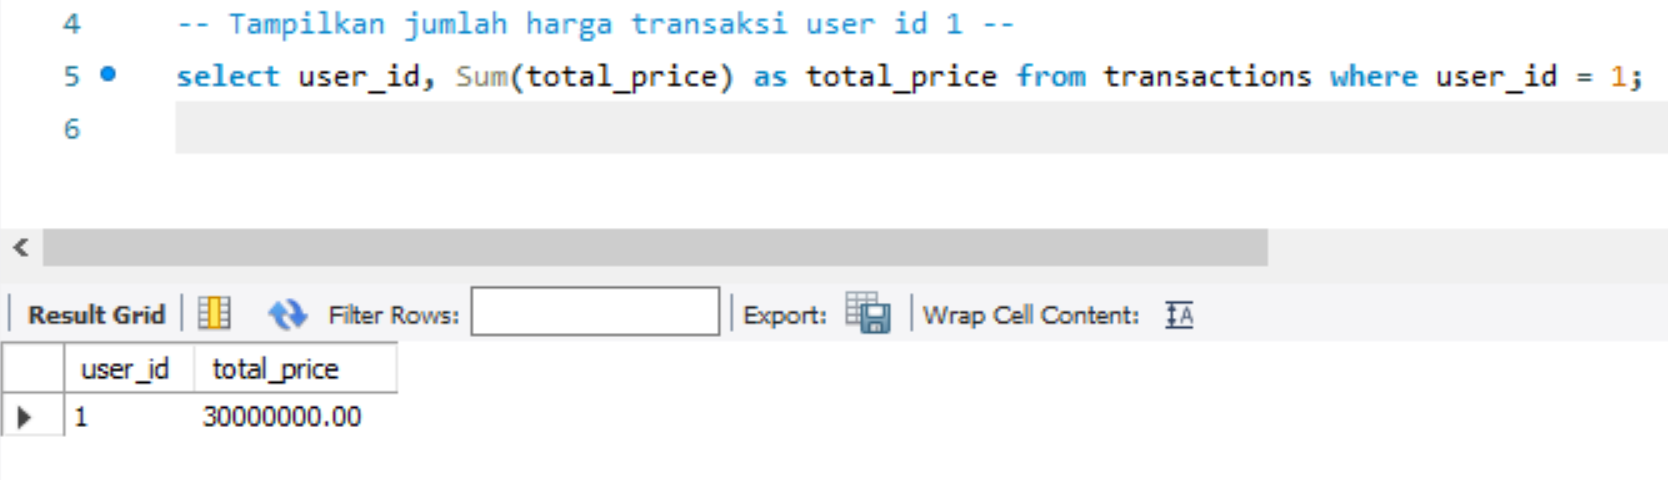 4 -- Tampilkan jumlah harga transaksi user id 1 --
5 select user_id, Sum(total_price) as total_price from transactions where user_id = 1;
6
Result Grid Filter Rows: Export: Wrap Cell Content: IA
user_id total_price
1 30000000.00